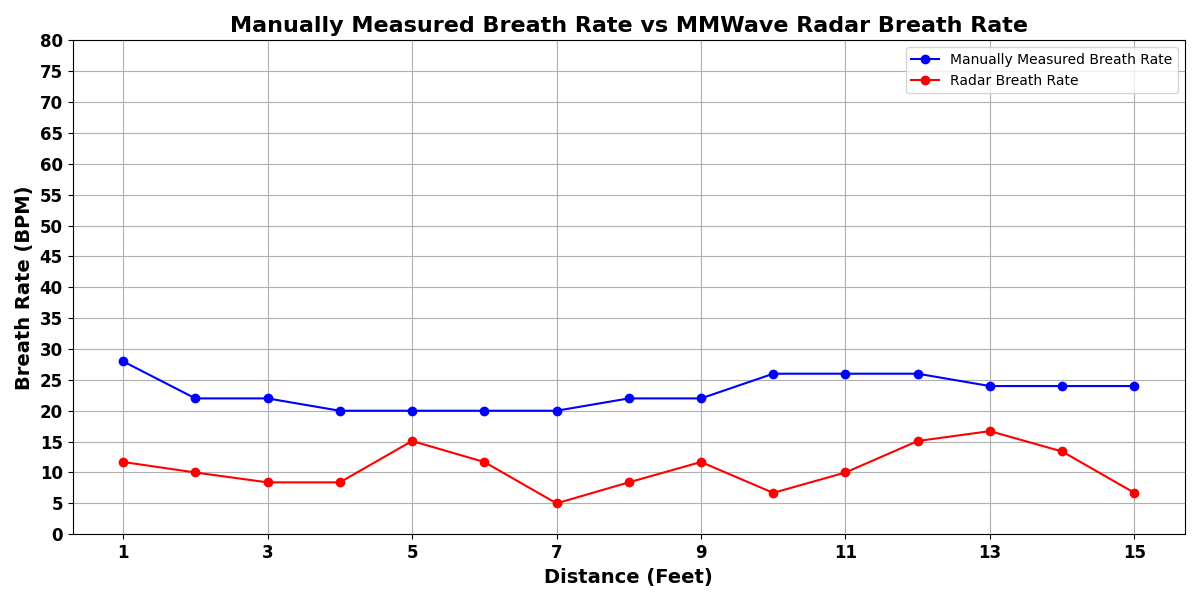 Manually Measured Breath Rate vs MMWave Radar Breath Rate
Manually Measured Breath Rate
Radar Breath Rate
Breath Rate (BPM)
80
75
70
65
60
55
50
45
40
35
30
25
20
15
10
5
0
1 3 5 7 9 11 13 15
Distance (Feet)